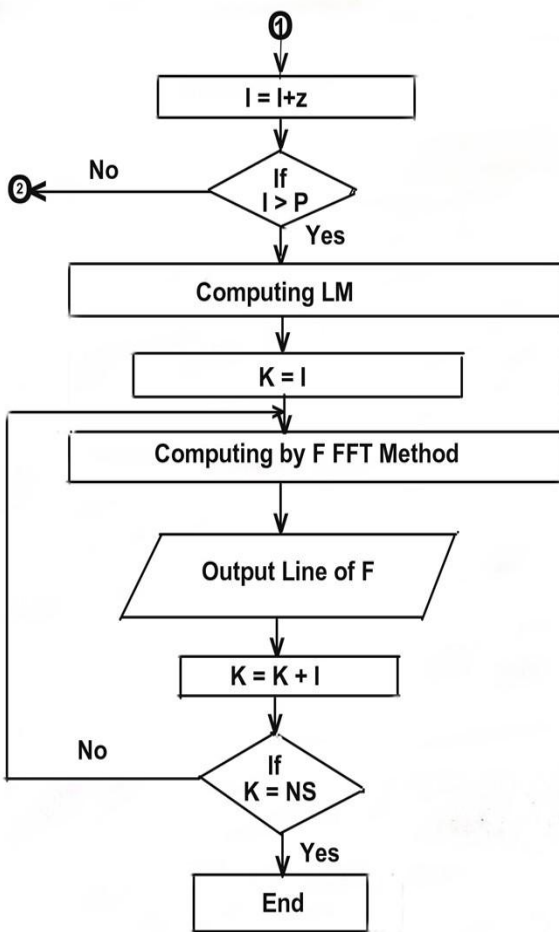 1
I = I+z
No
2
If
I > P
Yes
Computing LM
K = I
Computing by F FFT Method
Output Line of F
K = K + I
No
If
K = NS
Yes
End